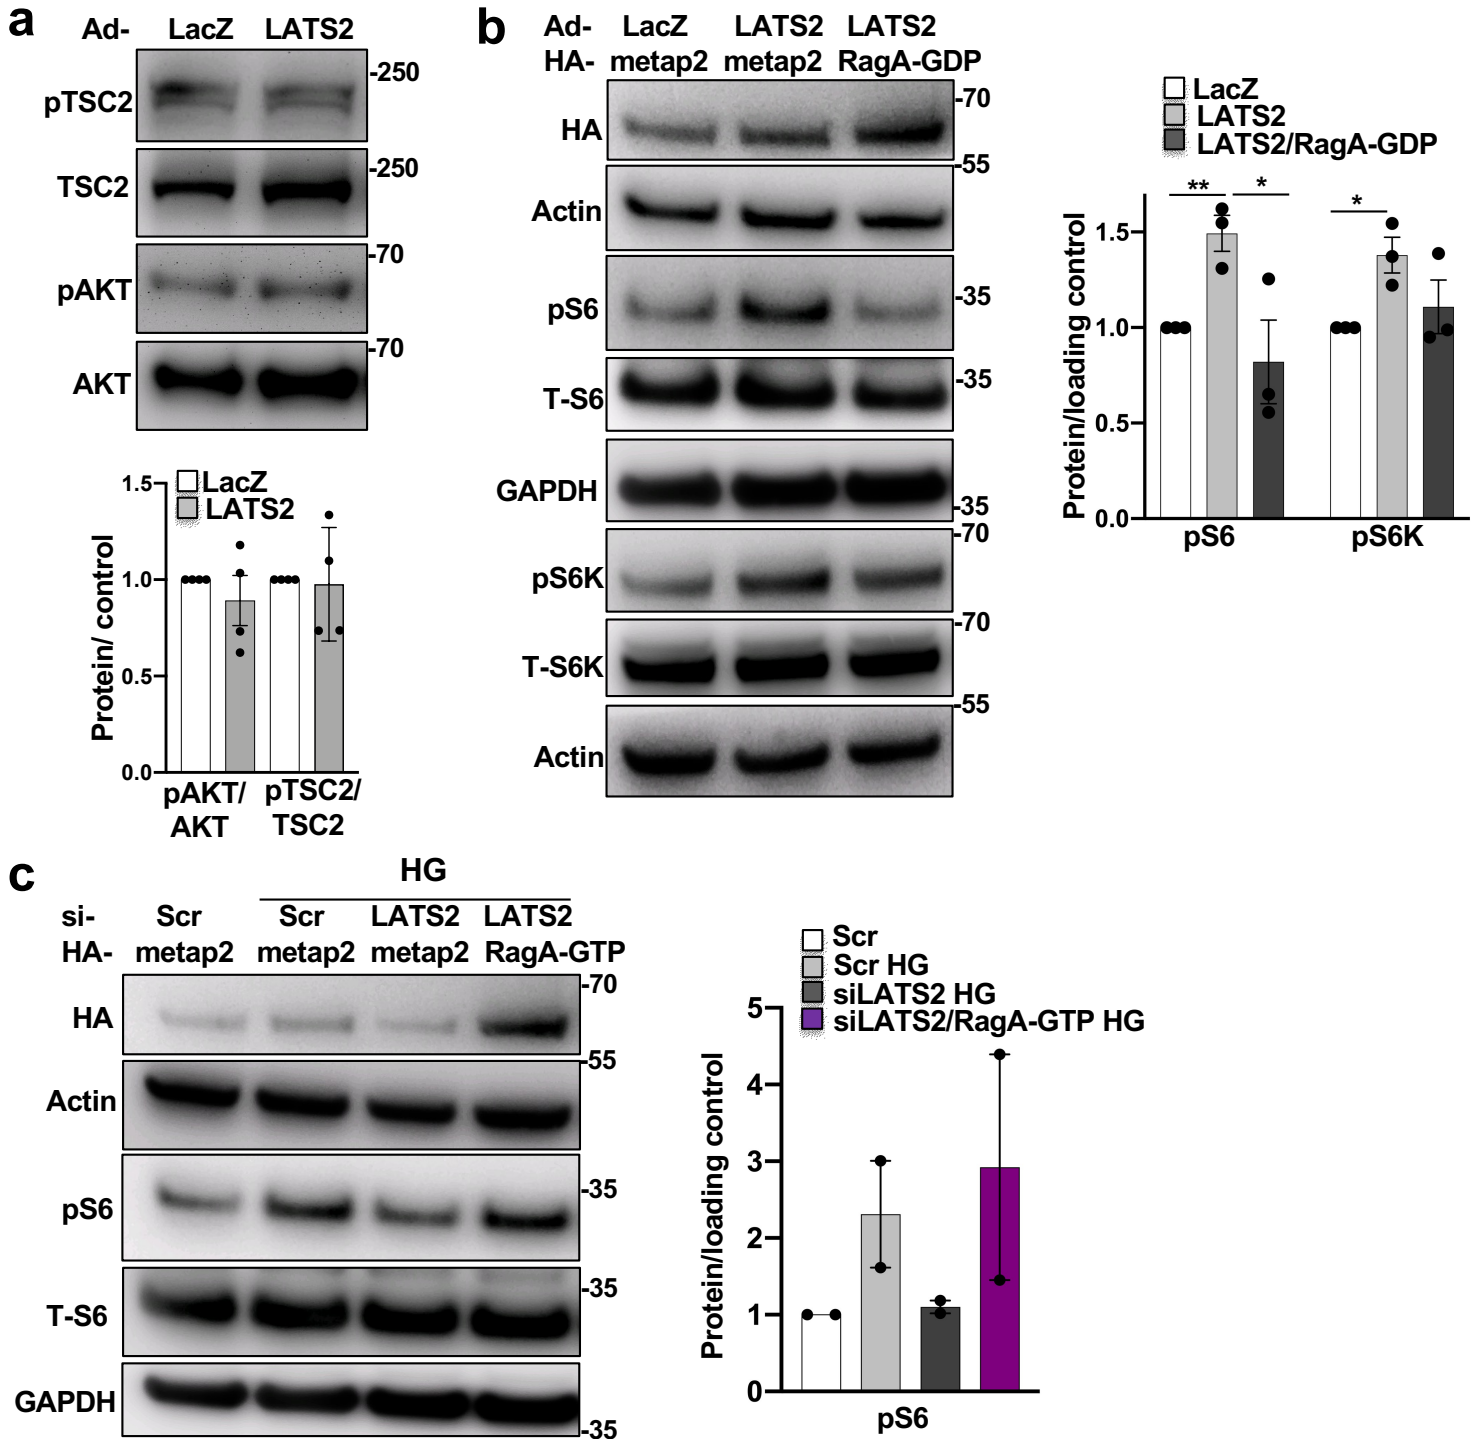 a
Ad- LacZ LATS2
pTSC2
-250
TSC2
-250
pAKT
-70
AKT
-70
LacZ
LATS2
Protein/ control
1.5
1.0
0.5
0.0
pAKT/ pTSC2/
AKT TSC2
b
Ad- LacZ LATS2 LATS2
HA- metap2 metap2 RagA-GDP
HA
-70
-55
Actin
pS6
-35
T-S6
-35
GAPDH
-35
-70
pS6K
-70
T-S6K
-55
Actin
LacZ
LATS2
LATS2/RagA-GDP
** * *
Protein/loading control
1.5
1.0
0.5
0.0
pS6 pS6K
c
HG
si- Scr Scr LATS2 LATS2
HA- metap2 metap2 metap2 RagA-GTP
HA
-70
-55
Actin
pS6
-35
T-S6
-35
GAPDH
-35
Scr
Scr HG
siLATS2 HG
siLATS2/RagA-GTP HG
Protein/loading control
5
4
3
2
1
0
pS6